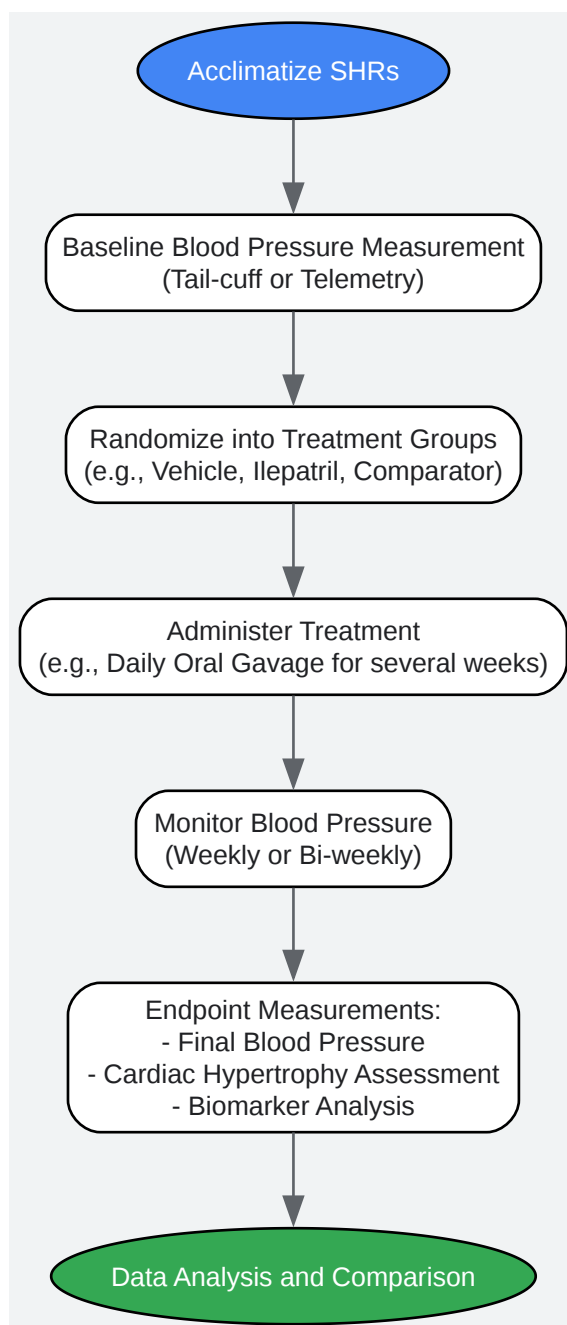 Acclimatize SHRs
Baseline Blood Pressure Measurement
(Tail-cuff or Telemetry)
Randomize into Treatment Groups
(e.g., Vehicle, Ilepatril, Comparator)
Administer Treatment
(e.g., Daily Oral Gavage for several weeks)
Monitor Blood Pressure
(Weekly or Bi-weekly)
Endpoint Measurements:
- Final Blood Pressure
- Cardiac Hypertrophy Assessment
- Biomarker Analysis
Data Analysis and Comparison